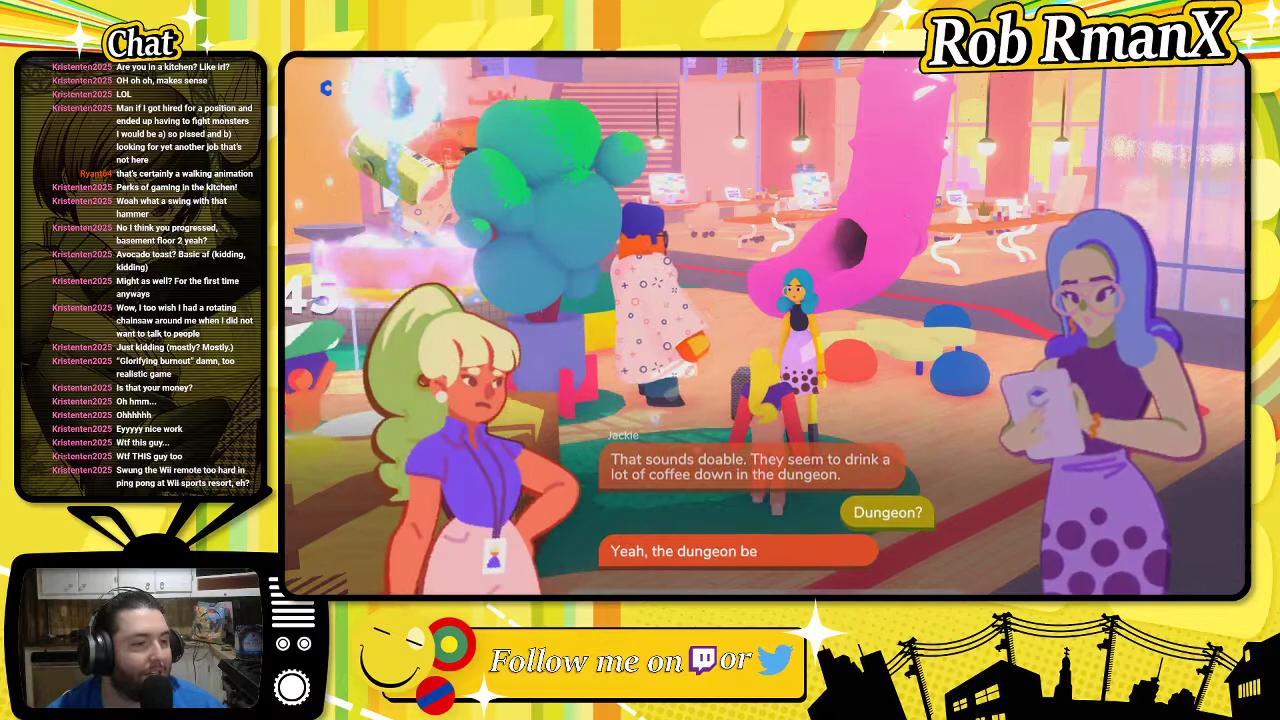 Chat
Rob RmanX
Kristenten2025 Are you in a kitchen? Like irl?
Kristenten2025 OH oh oh, makes sense
Kristenten2025 LOL
Kristenten2025 Man if I got hired for a position and
ended up having to fight monsters
I would be a) so pissed and b)
looking for yet another job that's
not here
Ryant64 that's certainly a walking animation
Kristenten2025 Perks of gaming in the kitchen!
Kristenten2025 Woah what a swing with that
hammer
Kristenten2025 No I think you progressed,
basement floor 2 yeah?
Kristenten2025 Avocado toast? Basic af (kidding,
kidding)
Kristenten2025 Might as well? For the first time
anyways
Kristenten2025 Wow, I too wish I had a rotating
chainsaw around me when I did not
want to talk to people
Kristenten2025 Just kidding (mostly? Mostly.)
Kristenten2025 "Glorifying burnout" damn, too
realistic game
Kristenten2025 Is that your money?
Kristenten2025 Oh hmm...
Kristenten2025 Ohhhhhh
Kristenten2025 Eyyyyy nice work
Kristenten2025 Wtf this guy...
Kristenten2025 Wtf THIS guy too
Kristenten2025 Swung the Wii remote too hard in
ping pong at Wii sports resort, eh?
45
Jackie
That sounds doable. They seem to drink a
lot of coffee down in the dungeon.
Dungeon?
Yeah, the dungeon be
Follow me on or